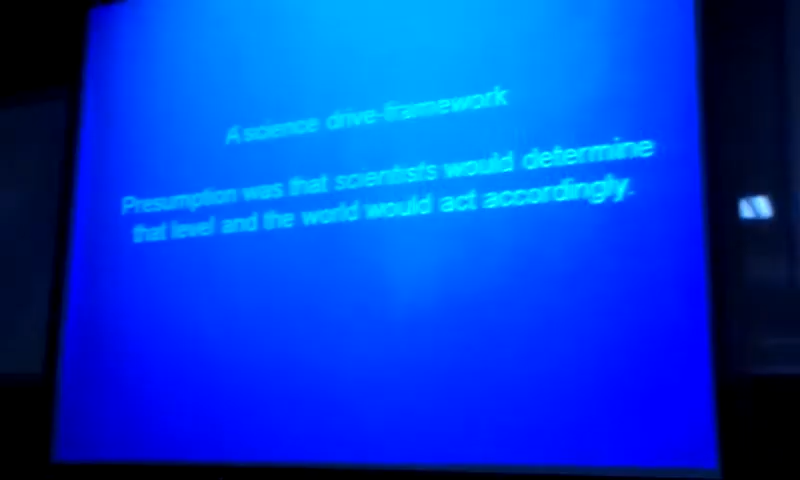 A science drive-framework
Presumption was that scientists would determine
that level and the world would act accordingly.